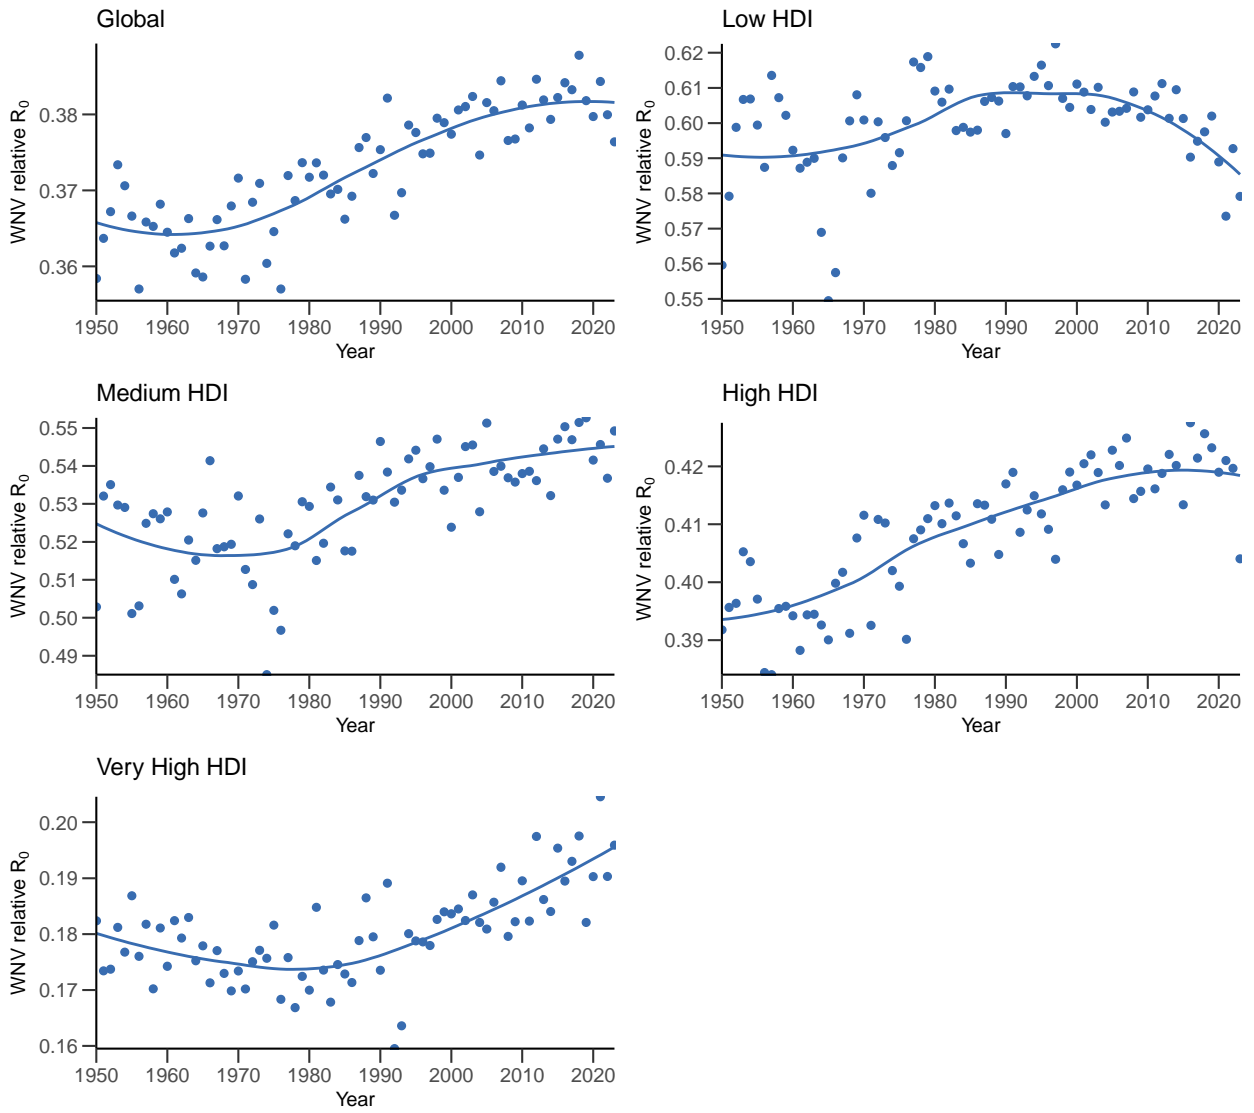 Global
WNV relative R0
0.38
0.37
0.36
1950 1960 1970 1980 1990 2000 2010 2020
Year
Low HDI
WNV relative R0
0.62
0.61
0.60
0.59
0.58
0.57
0.56
0.55
1950 1960 1970 1980 1990 2000 2010 2020
Year
Medium HDI
WNV relative R0
0.55
0.54
0.53
0.52
0.51
0.50
0.49
1950 1960 1970 1980 1990 2000 2010 2020
Year
High HDI
WNV relative R0
0.42
0.41
0.40
0.39
1950 1960 1970 1980 1990 2000 2010 2020
Year
Very High HDI
WNV relative R0
0.20
0.19
0.18
0.17
0.16
1950 1960 1970 1980 1990 2000 2010 2020
Year